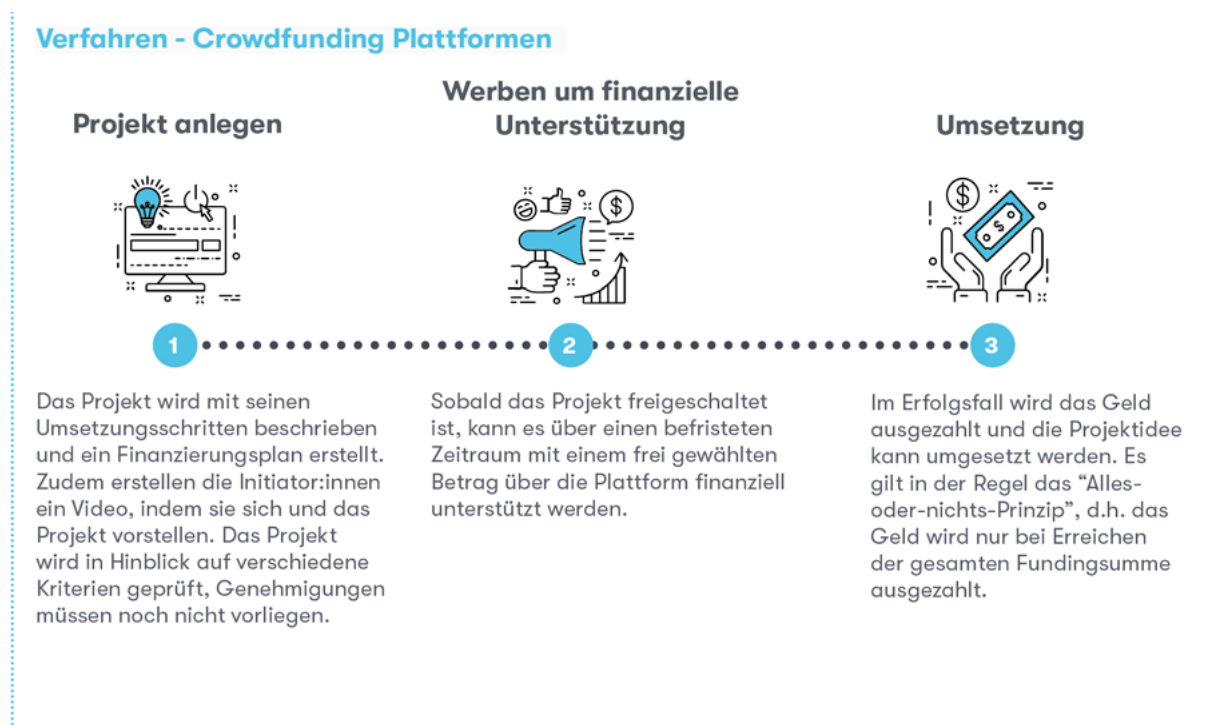 Verfahren - Crowdfunding Plattformen
Projekt anlegen
Werben um finanzielle
Unterstützung
Umsetzung
$
$
$
1
2
3
Das Projekt wird mit seinen
Umsetzungsschritten beschrieben
und ein Finanzierungsplan erstellt.
Zudem erstellen die Initiator:innen
ein Video, indem sie sich und das
Projekt vorstellen. Das Projekt
wird in Hinblick auf verschiedene
Kriterien geprüft, Genehmigungen
müssen noch nicht vorliegen.
Sobald das Projekt freigeschaltet
ist, kann es über einen befristeten
Zeitraum mit einem frei gewählten
Betrag über die Plattform finanziell
unterstützt werden.
Im Erfolgsfall wird das Geld
ausgezahlt und die Projektidee
kann umgesetzt werden. Es
gilt in der Regel das “Alles-
oder-nichts-Prinzip”, d.h. das
Geld wird nur bei Erreichen
der gesamten Fundingsumme
ausgezahlt.